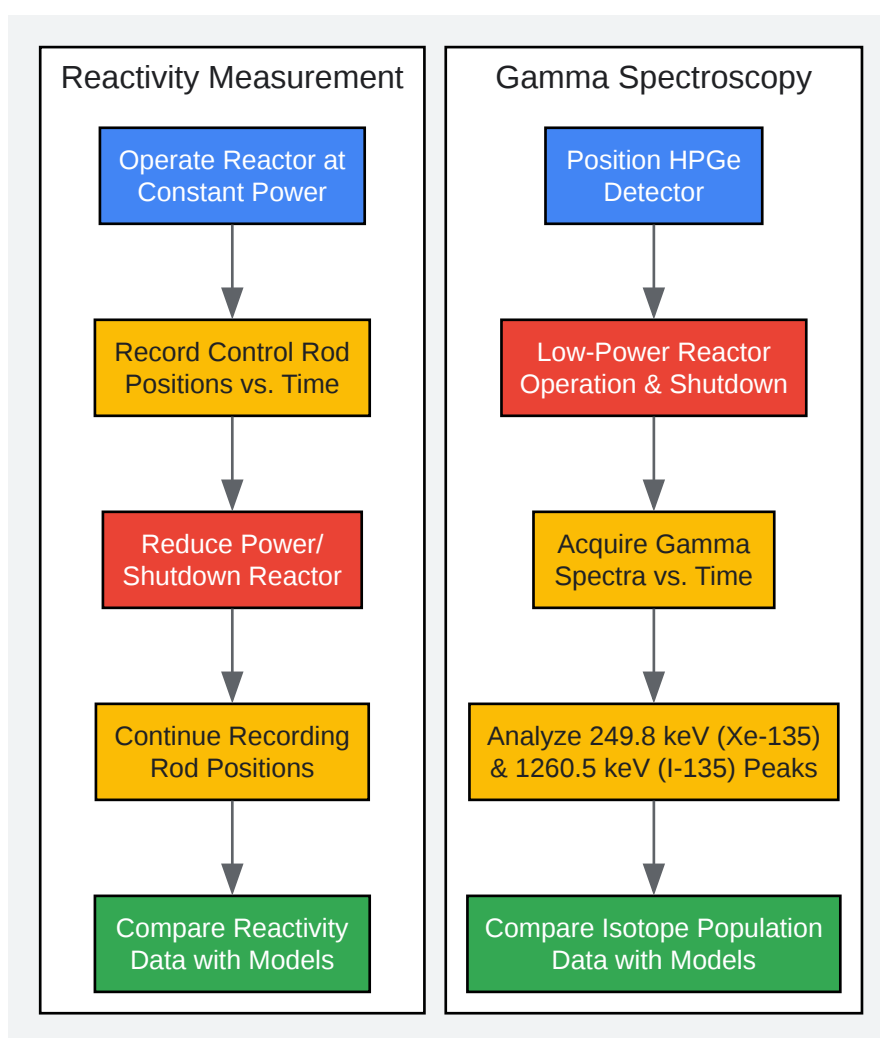 Reactivity Measurement
Operate Reactor at
Constant Power
Record Control Rod
Positions vs. Time
Reduce Power/
Shutdown Reactor
Continue Recording
Rod Positions
Compare Reactivity
Data with Models
Gamma Spectroscopy
Position HPGe
Detector
Low-Power Reactor
Operation & Shutdown
Acquire Gamma
Spectra vs. Time
Analyze 249.8 keV (Xe-135)
& 1260.5 keV (I-135) Peaks
Compare Isotope Population
Data with Models